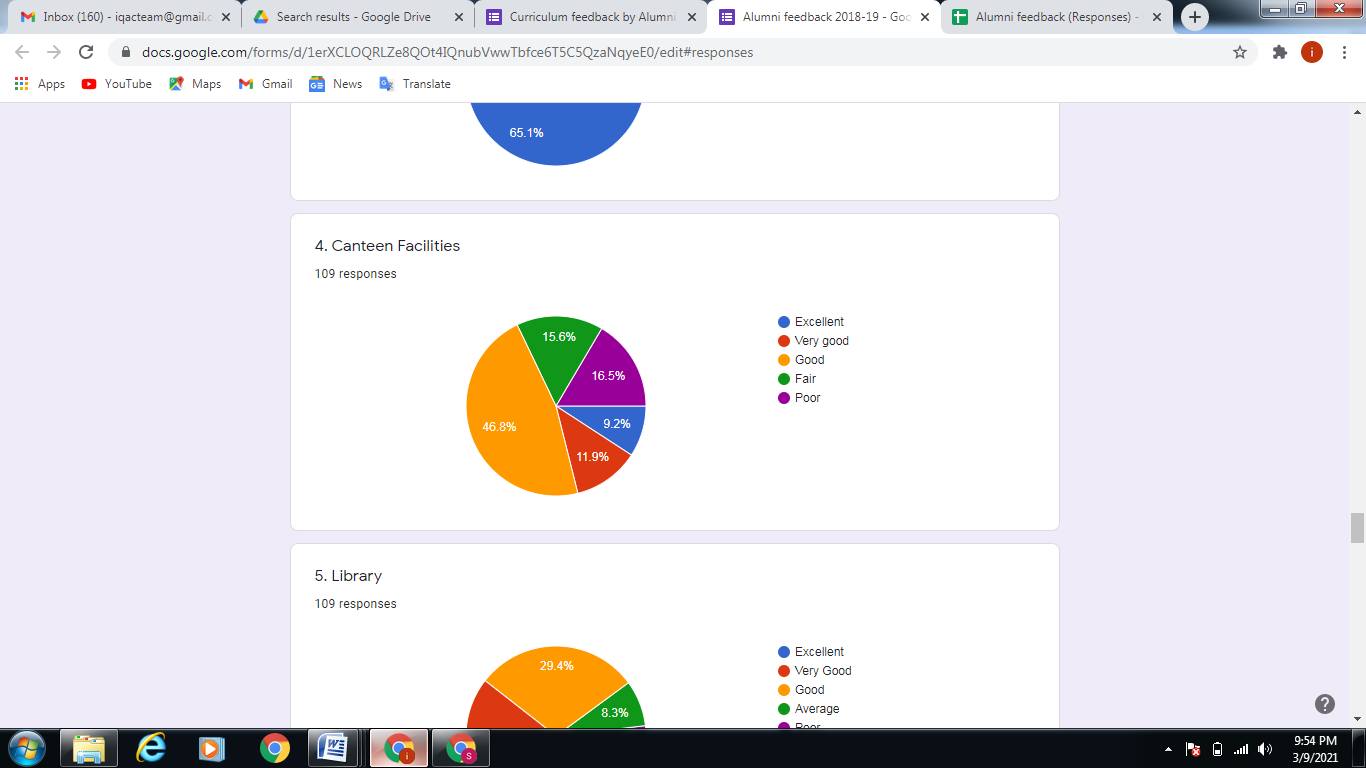 Inbox (160) - iqacteam@gmail.c
Search results - Google Drive
Curriculum feedback by Alumni
Alumni feedback 2018-19 - Goo
Alumni feedback (Responses) -
docs.google.com/forms/d/1erXCLOQRLZe8QOt4IQnubVwwTbfce6T5C5QzaNqyeE0/edit#responses
Apps
YouTube
Maps
Gmail
News
Translate
65.1%
4. Canteen Facilities
109 responses
15.6%
16.5%
46.8%
9.2%
11.9%
Excellent
Very good
Good
Fair
Poor
5. Library
109 responses
29.4%
8.3%
Excellent
Very Good
Good
Average
Poor
9:54 PM
3/9/2021